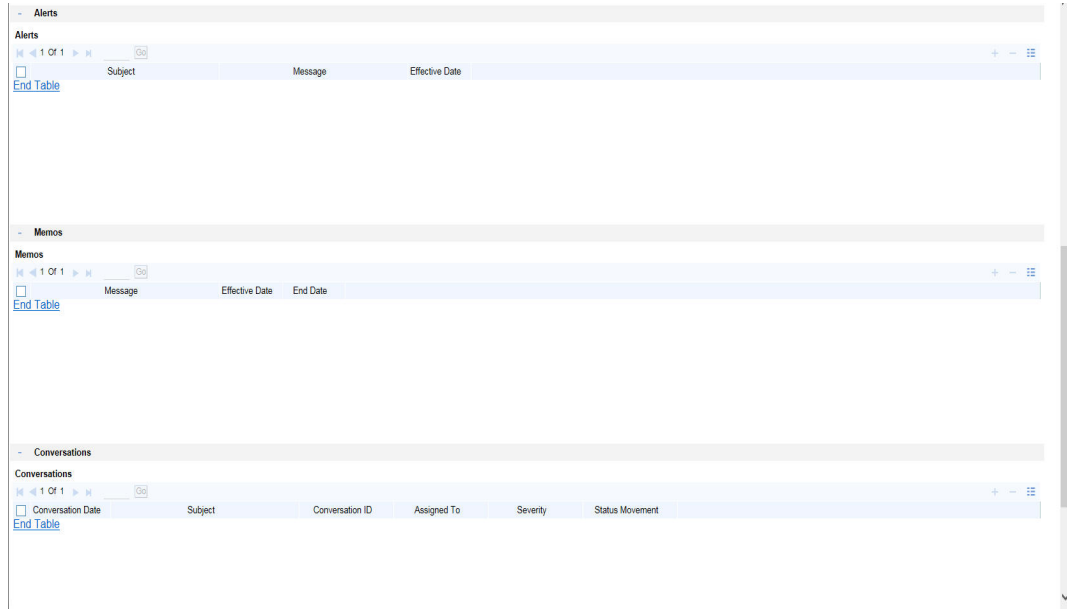 - Alerts
Alerts
1 Of 1 Go
Subject Message Effective Date
End Table
- Memos
Memos
1 Of 1 Go
Message Effective Date End Date
End Table
- Conversations
Conversations
1 Of 1 Go
Conversation Date Subject Conversation ID Assigned To Severity Status Movement
End Table